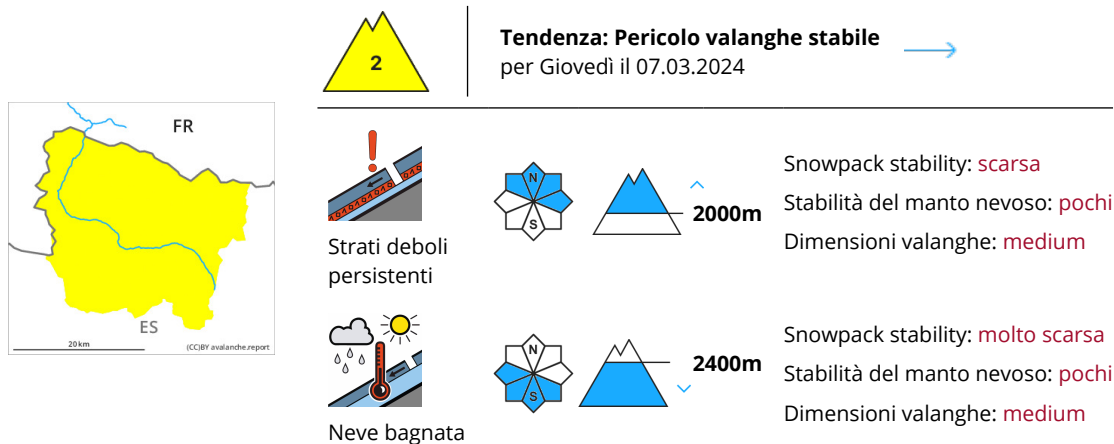 2
Tendenza: Pericolo valanghe stabile
per Giovedì il 07.03.2024
FR
ES
20 km
(CC)BY avalanche.report
Strati deboli
persistenti
N
S
2000m
Snowpack stability: scarsa
Stabilità del manto nevoso: pochi
Dimensioni valanghe: medium
Neve bagnata
N
S
2400m
Snowpack stability: molto scarsa
Stabilità del manto nevoso: pochi
Dimensioni valanghe: medium